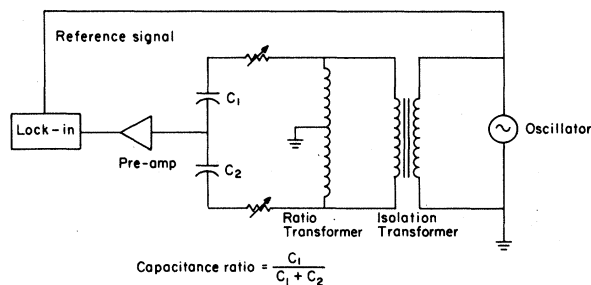 Reference signal
C₁
Lock-in
Pre-amp
C₂
Oscillator
Ratio
Transformer
Isolation
Transformer
Capacitance ratio = C₁ / (C₁ + C₂)